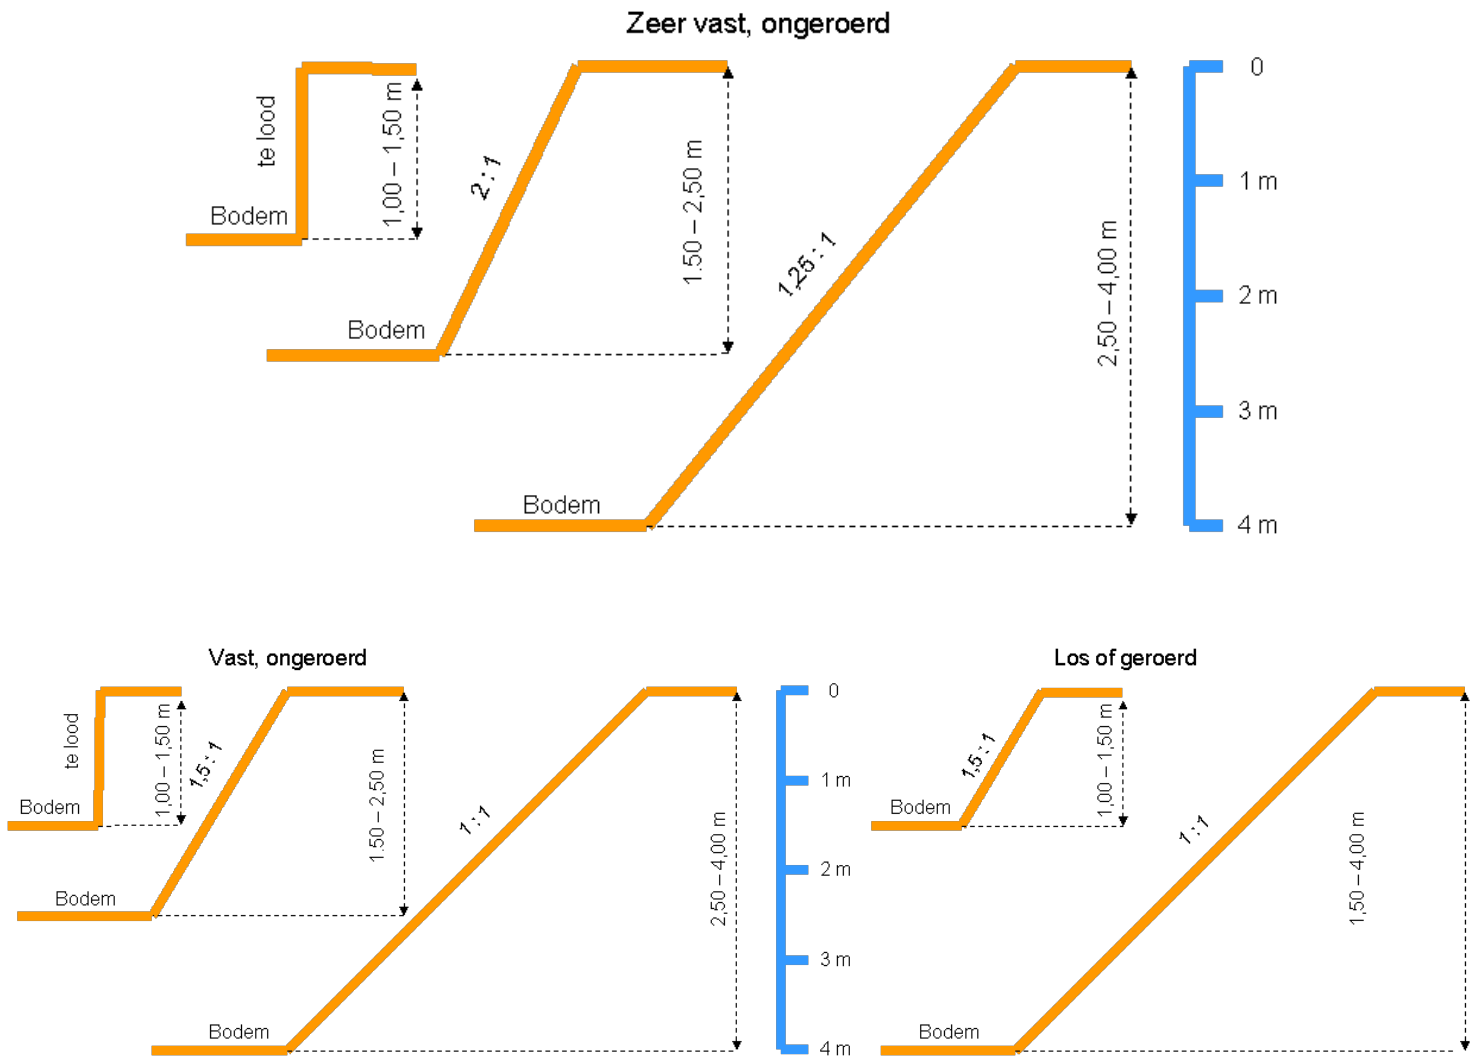 Zeer vast, ongeroerd
te lood
1,00 – 1,50 m
Bodem
2 : 1
1.50 – 2,50 m
Bodem
1,25 : 1
2,50 – 4,00 m
Bodem
0
1 m
2 m
3 m
4 m
Vast, ongeroerd
te lood
1,00 – 1,50 m
Bodem
1,5 : 1
1.50 – 2,50 m
Bodem
1 : 1
2,50 – 4,00 m
Bodem
0
1 m
2 m
3 m
4 m
Los of geroerd
1,5 : 1
1,00 – 1,50 m
Bodem
1 : 1
1,50 – 4,00 m
Bodem